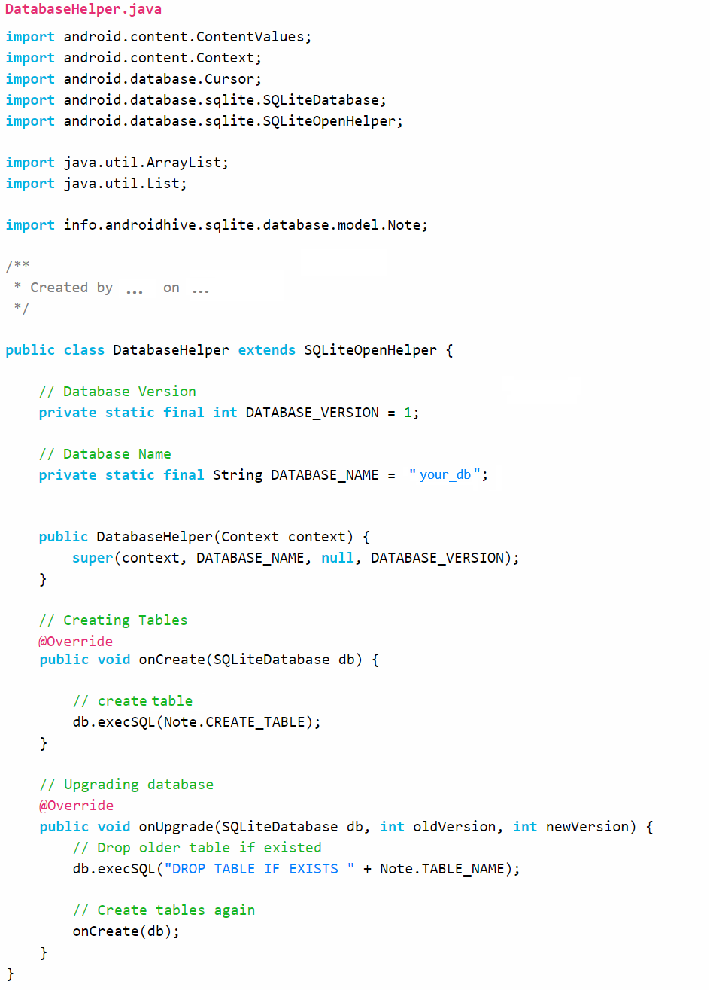 DatabaseHelper.java
import android.content.ContentValues;
import android.content.Context;
import android.database.Cursor;
import android.database.sqlite.SQLiteDatabase;
import android.database.sqlite.SQLiteOpenHelper;

import java.util.ArrayList;
import java.util.List;

import info.androidhive.sqlite.database.model.Note;

/**
 * Created by ... on ...
 */

public class DatabaseHelper extends SQLiteOpenHelper {

    // Database Version
    private static final int DATABASE_VERSION = 1;

    // Database Name
    private static final String DATABASE_NAME = "your_db";


    public DatabaseHelper(Context context) {
        super(context, DATABASE_NAME, null, DATABASE_VERSION);
    }

    // Creating Tables
    @Override
    public void onCreate(SQLiteDatabase db) {

        // create table
        db.execSQL(Note.CREATE_TABLE);
    }

    // Upgrading database
    @Override
    public void onUpgrade(SQLiteDatabase db, int oldVersion, int newVersion) {
        // Drop older table if existed
        db.execSQL("DROP TABLE IF EXISTS " + Note.TABLE_NAME);

        // Create tables again
        onCreate(db);
    }
}